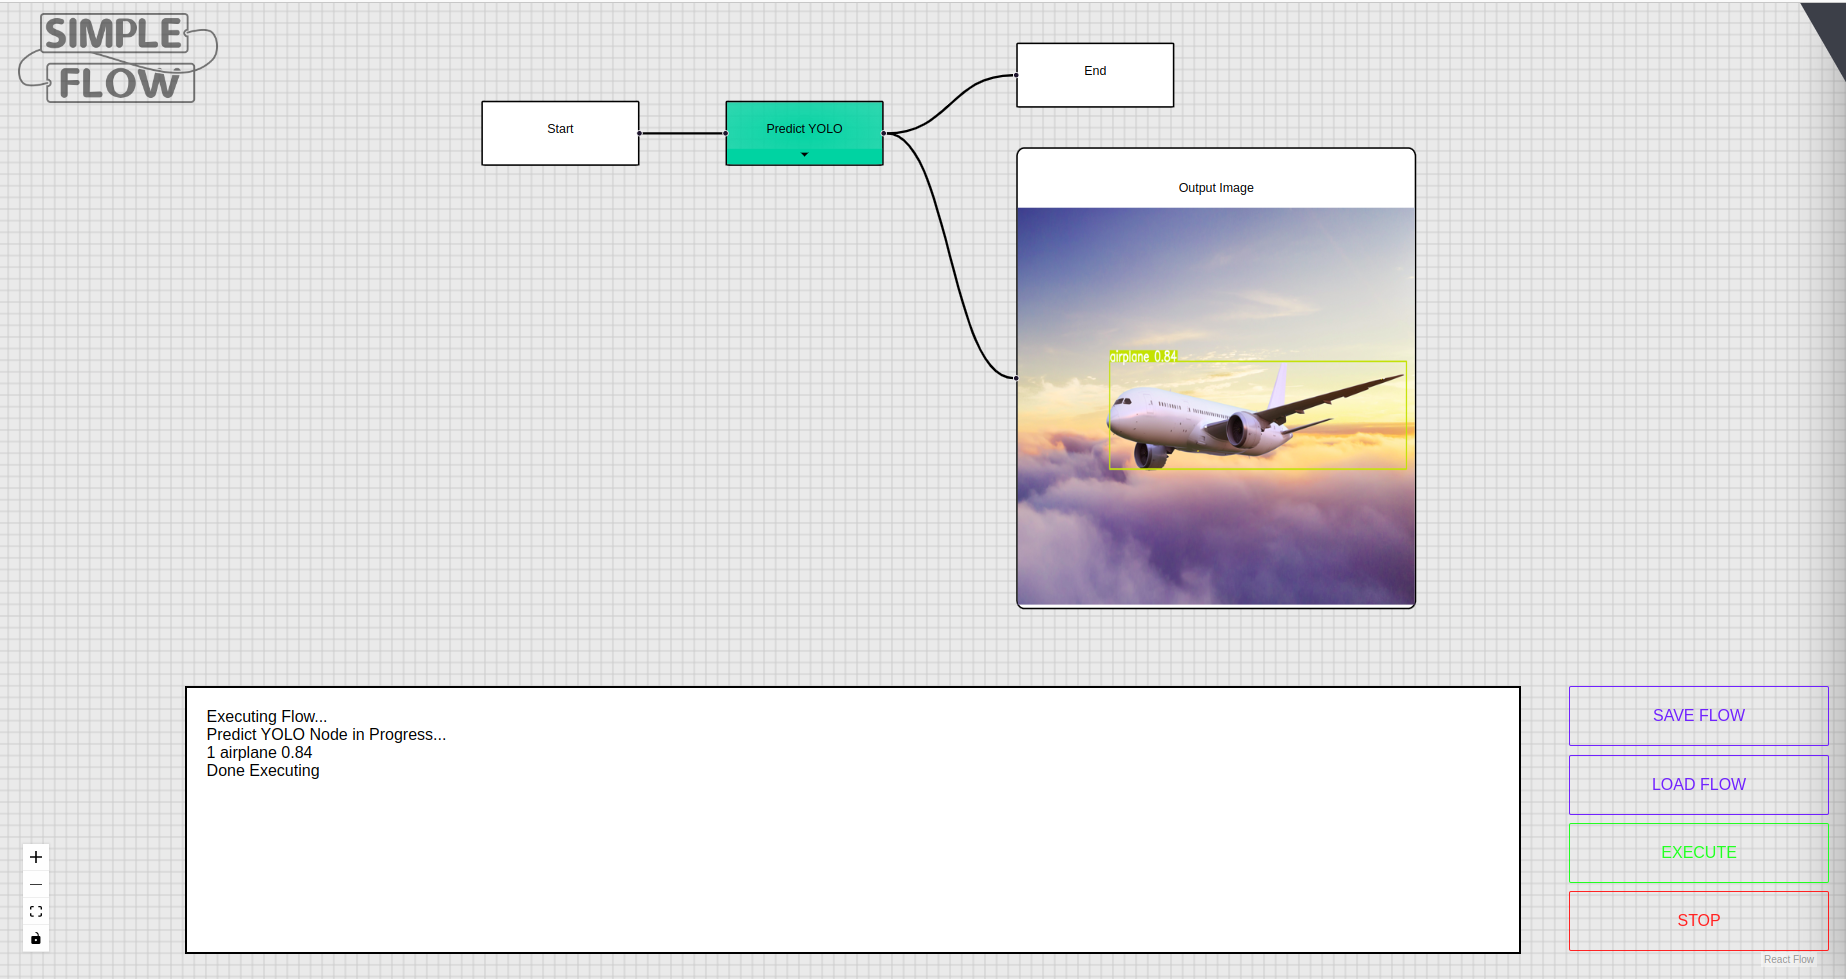 SIMPLE
FLOW
Start
Predict YOLO
End
Output Image
airplane 0.84
Executing Flow...
Predict YOLO Node in Progress...
1 airplane 0.84
Done Executing
SAVE FLOW
LOAD FLOW
EXECUTE
STOP
React Flow